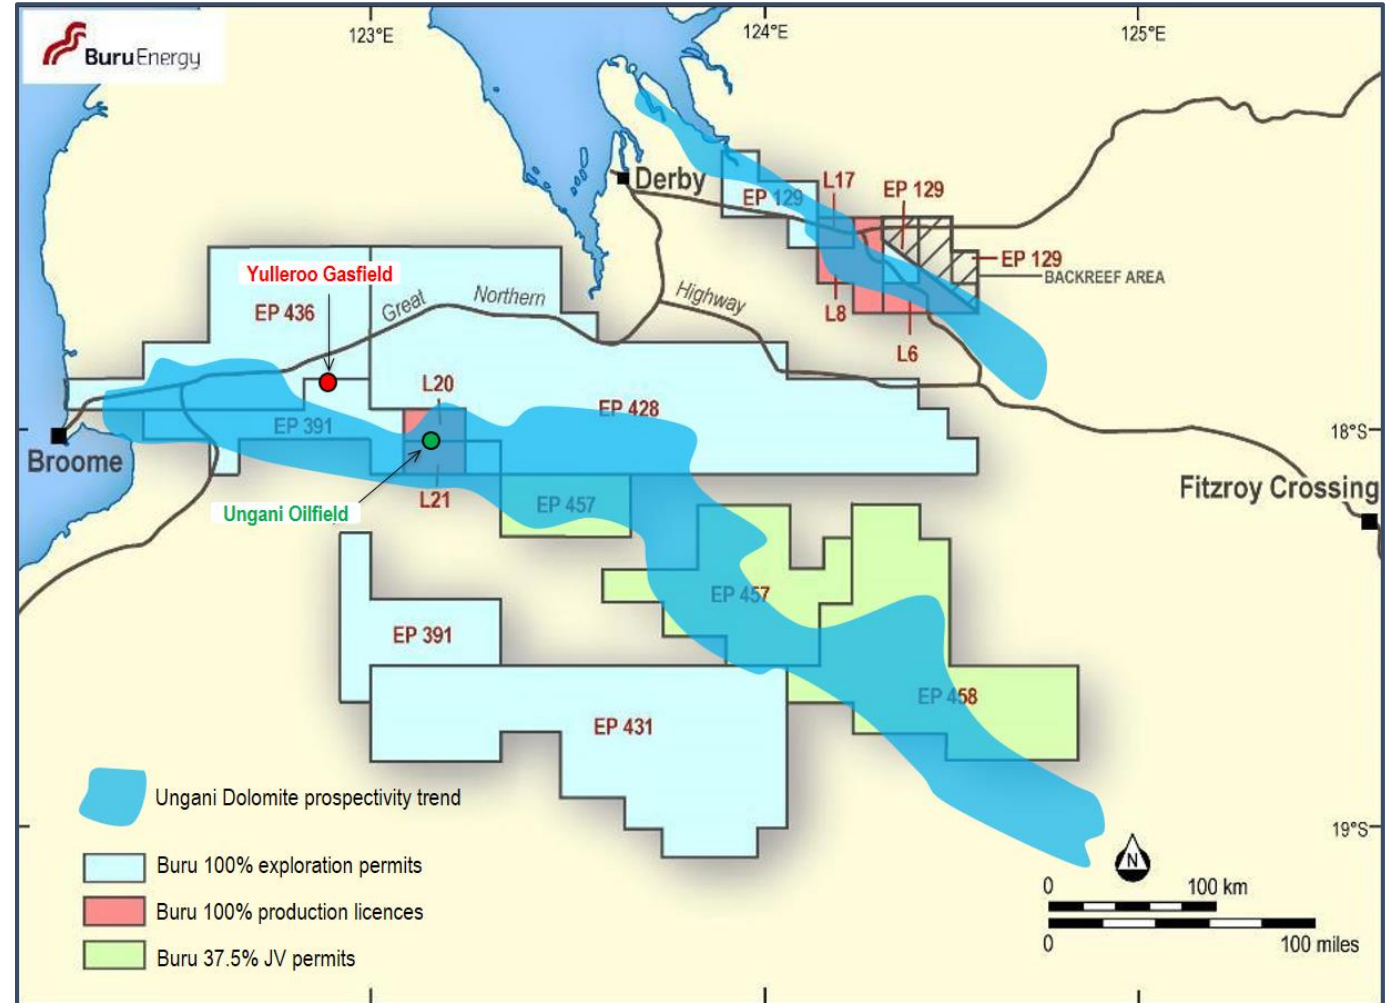 123°E
124°E
125°E
BuruEnergy
Derby
L17
EP 129
EP 129
EP 129
BACKREEF AREA
Yulleroo Gasfield
EP 436
Great
Northern
Highway
L8
L6
L20
EP 428
EP 391
18°S
Broome
L21
Ungani Oilfield
EP 457
Fitzroy Crossing
EP 457
EP 391
EP 458
EP 431
Ungani Dolomite prospectivity trend
19°S
N
Buru 100% exploration permits
Buru 100% production licences
Buru 37.5% JV permits
0
100 km
0
100 miles